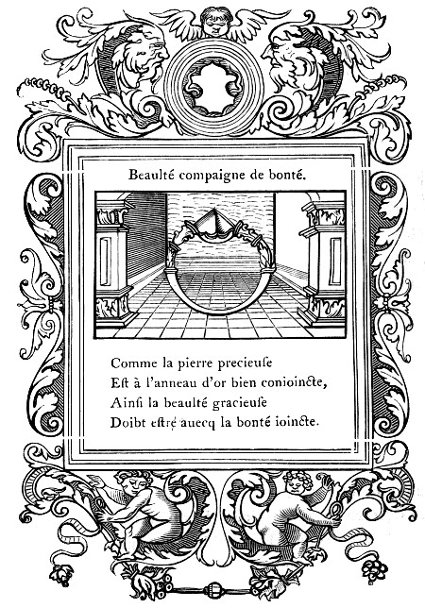 Beaulté compaigne de bonté.
Comme la pierre precieuſe
Eſt à l'anneau d'or bien conioincte,
Ainſi la beaulté gracieuſe
Doibt eſtré auecq la bonté ioincte.